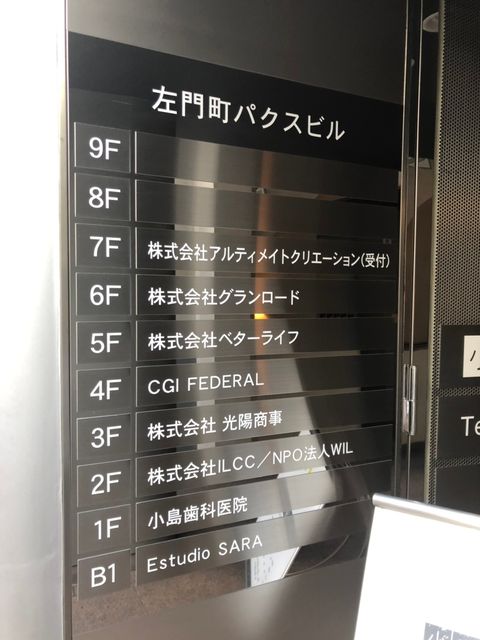 左門町パクスビル
9F
8F
7F 株式会社アルティメイトクリエーション(受付)
6F 株式会社グランロード
5F 株式会社ベターライフ
4F CGI FEDERAL
3F 株式会社 光陽商事
2F 株式会社ILCC／NPO法人WIL
1F 小島歯科医院
B1 Estudio SARA
Te